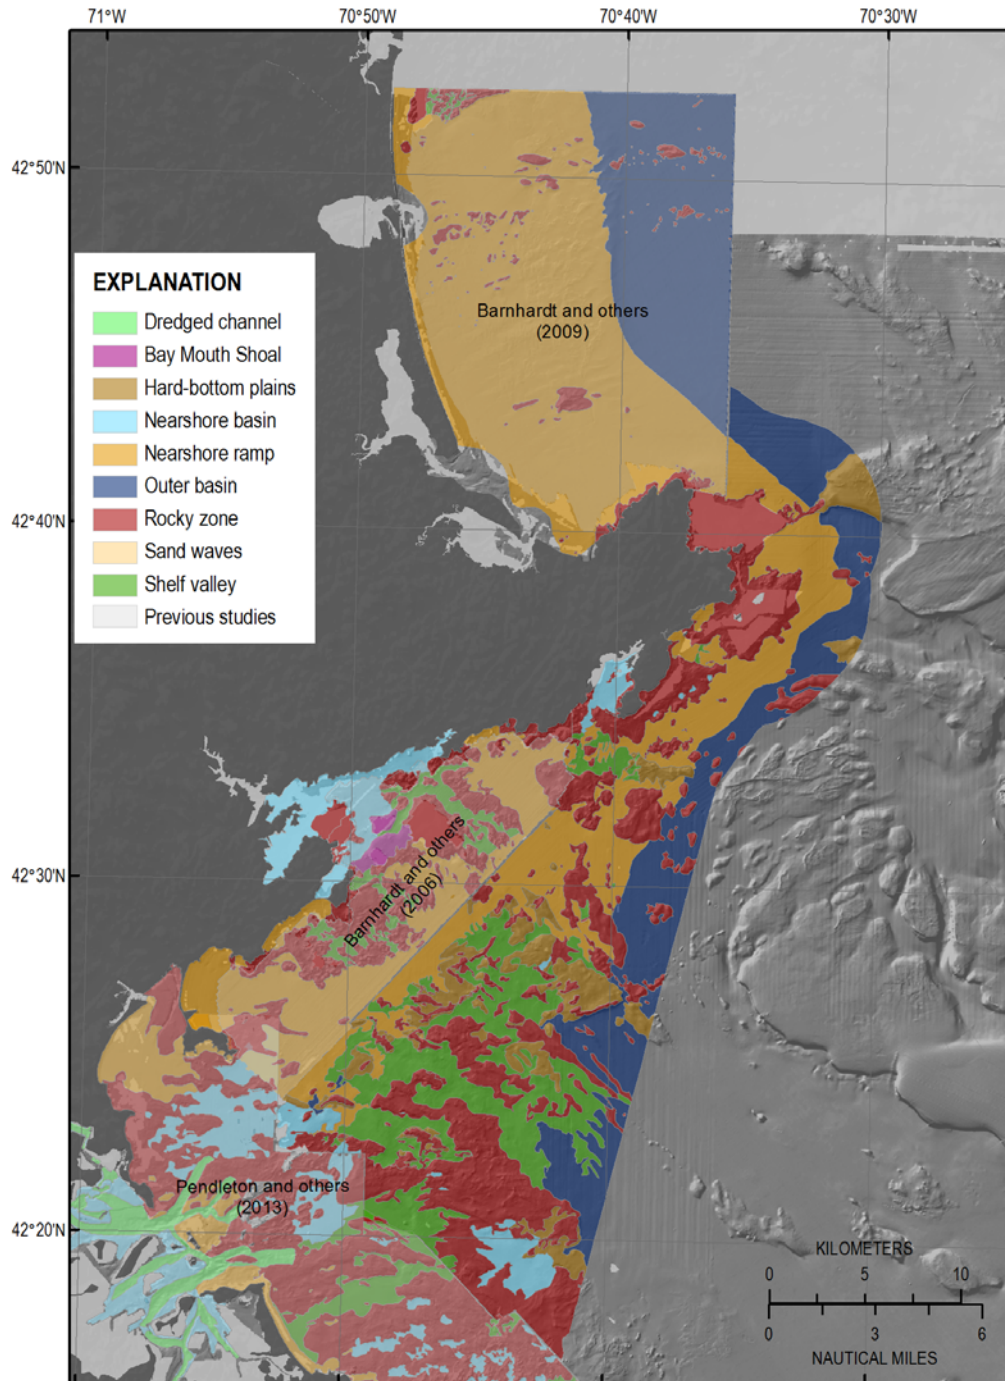 71°W
70°50'W
70°40'W
70°30'W
42°50'N
EXPLANATION
Dredged channel
Bay Mouth Shoal
Hard-bottom plains
Nearshore basin
Nearshore ramp
Outer basin
Rocky zone
Sand waves
Shelf valley
Previous studies
Barnhardt and others
(2009)
42°40'N
42°30'N
Barnhardt and others
(2006)
42°20'N
Pendleton and others
(2013)
KILOMETERS
0 5 10
0 3 6
NAUTICAL MILES